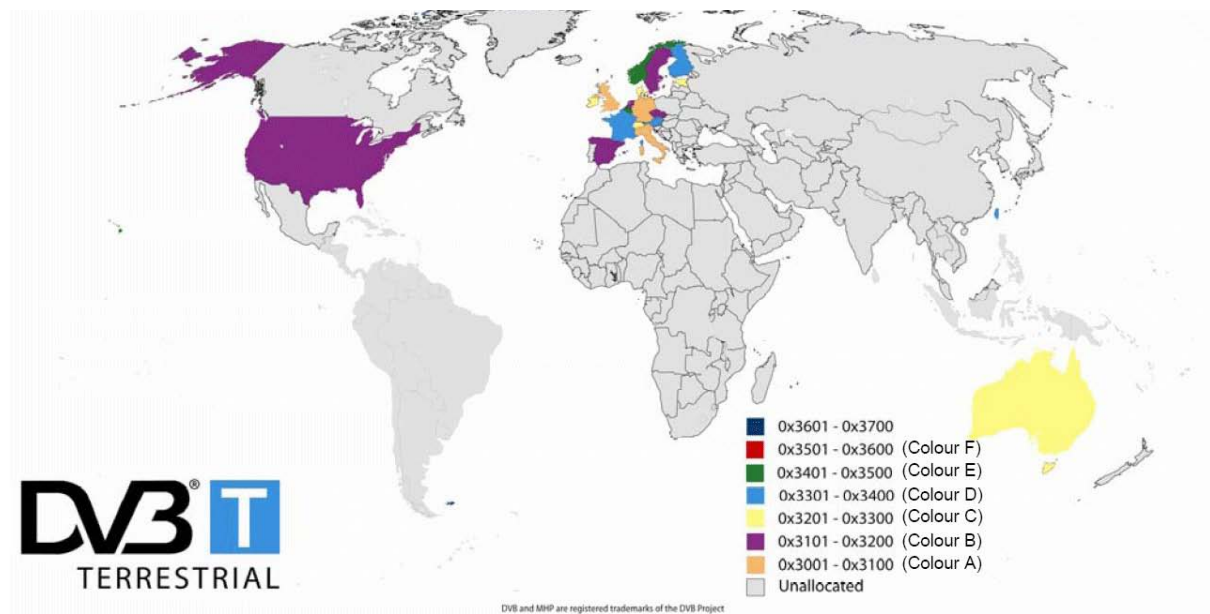 0x3601 - 0x3700
0x3501 - 0x3600 (Colour F)
0x3401 - 0x3500 (Colour E)
0x3301 - 0x3400 (Colour D)
0x3201 - 0x3300 (Colour C)
0x3101 - 0x3200 (Colour B)
0x3001 - 0x3100 (Colour A)
Unallocated
DVB® T
TERRESTRIAL
DVB and MHP are registered trademarks of the DVB Project